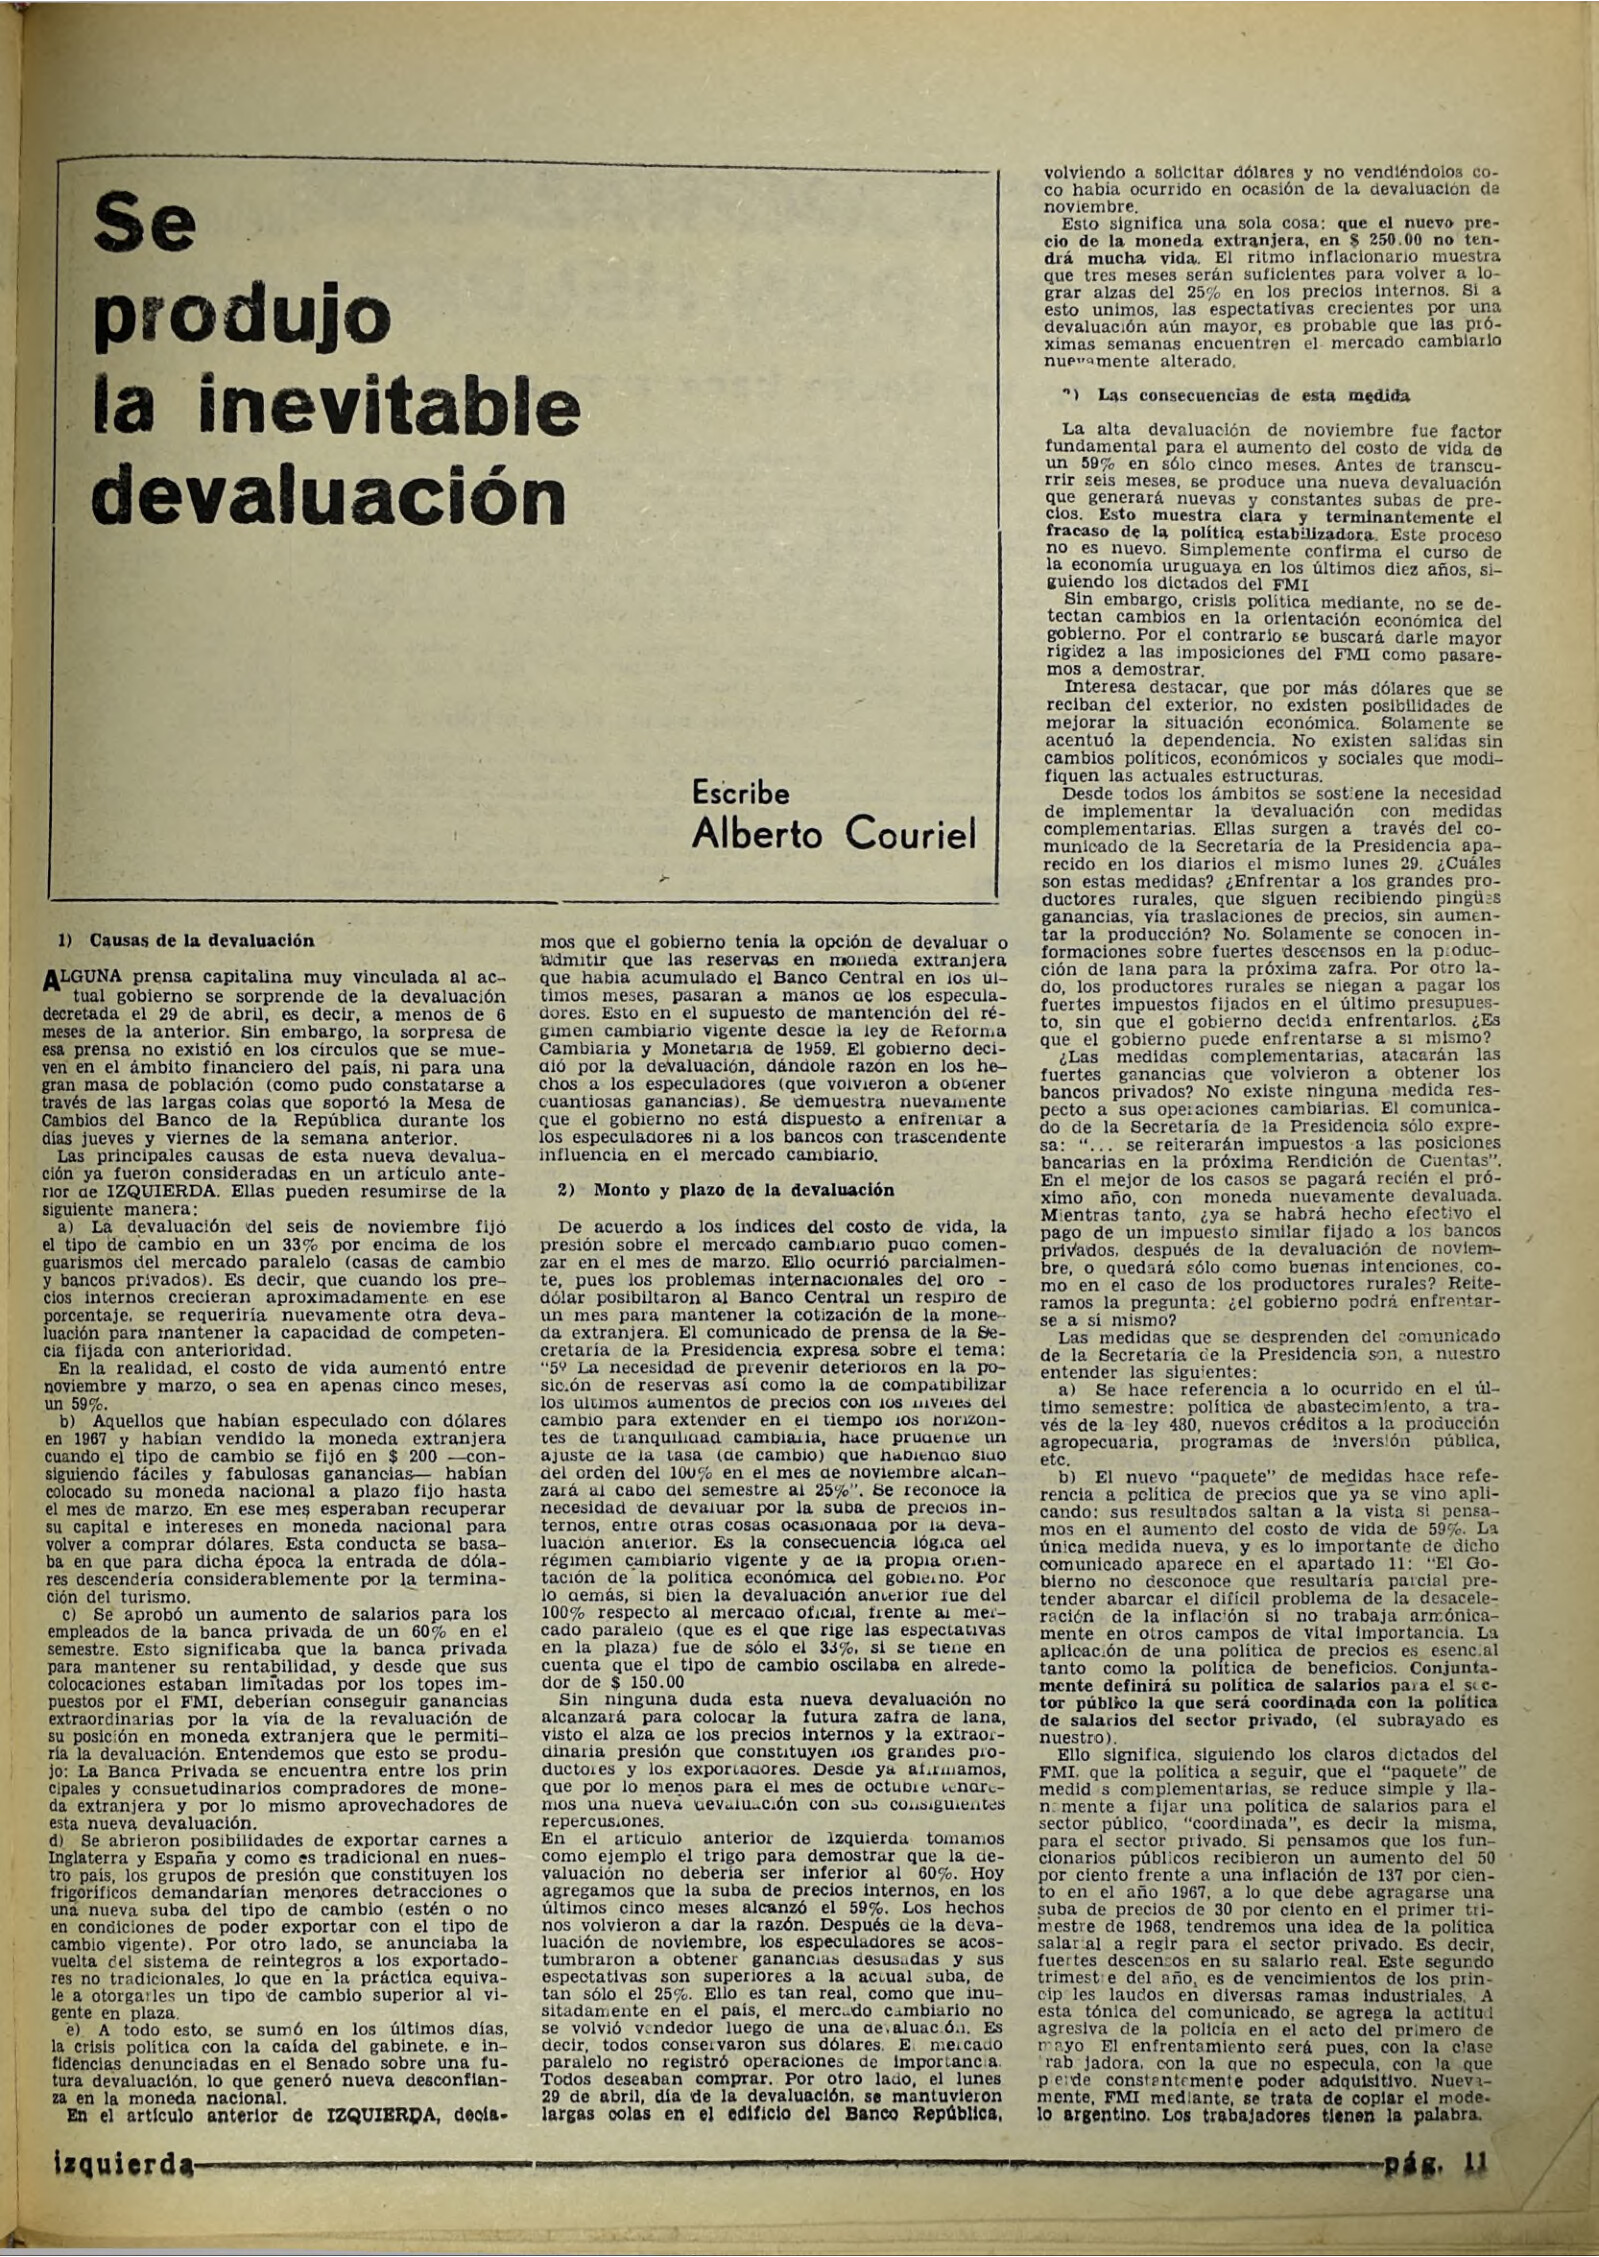 Se
produjo
la inevitable
devaluación
Escribe
Alberto Couriel
1) Causas de la devaluación
ALGUNA prensa capitalina muy vinculada al ac-
tual gobierno se sorprende de la devaluación
decretada el 29 de abril, es decir, a menos de 6
meses de la anterior. Sin embargo, la sorpresa de
esa prensa no existió en los círculos que se mue-
ven en el ámbito financiero del país, ni para una
gran masa de población (como pudo constatarse a
través de las largas colas que soportó la Mesa de
Cambios del Banco de la República durante los
días jueves y viernes de la semana anterior.
Las principales causas de esta nueva devalua-
ción ya fueron consideradas en un artículo ante-
rior de IZQUIERDA. Ellas pueden resumirse de la
siguiente manera:
a) La devaluación del seis de noviembre fijó
el tipo de cambio en un 33% por encima de los
guarismos del mercado paralelo (casas de cambio
y bancos privados). Es decir, que cuando los pre-
cios internos crecieran aproximadamente en ese
porcentaje, se requeriría nuevamente otra deva-
luación para mantener la capacidad de competen-
cia fijada con anterioridad.
En la realidad, el costo de vida aumentó entre
noviembre y marzo, o sea en apenas cinco meses,
un 59%.
b) Aquellos que habían especulado con dólares
en 1967 y habían vendido la moneda extranjera
cuando el tipo de cambio se fijó en $ 200 —con-
siguiendo fáciles y fabulosas ganancias— habían
colocado su moneda nacional a plazo fijo hasta
el mes de marzo. En ese mes esperaban recuperar
su capital e intereses en moneda nacional para
volver a comprar dólares. Esta conducta se basa-
ba en que para dicha época la entrada de dóla-
res descendería considerablemente por la termina-
ción del turismo.
c) Se aprobó un aumento de salarios para los
empleados de la banca privada de un 60% en el
semestre. Esto significaba que la banca privada
para mantener su rentabilidad, y desde que sus
colocaciones estaban limitadas por los topes im-
puestos por el FMI, deberían conseguir ganancias
extraordinarias por la vía de la revaluación de
su posición en moneda extranjera que le permiti-
ría la devaluación. Entendemos que esto se produ-
jo: La Banca Privada se encuentra entre los prin
cipales y consuetudinarios compradores de mone-
da extranjera y por lo mismo aprovechadores de
esta nueva devaluación.
d) Se abrieron posibilidades de exportar carnes a
Inglaterra y España y como es tradicional en nues-
tro país, los grupos de presión que constituyen los
frigoríficos demandarían menores detracciones o
una nueva suba del tipo de cambio (estén o no
en condiciones de poder exportar con el tipo de
cambio vigente). Por otro lado, se anunciaba la
vuelta del sistema de reintegros a los exportado-
res no tradicionales, lo que en la práctica equiva-
le a otorgarles un tipo de cambio superior al vi-
gente en plaza.
e) A todo esto, se sumó en los últimos días,
la crisis política con la caída del gabinete, e in-
fidencias denunciadas en el Senado sobre una fu-
tura devaluación, lo que generó nueva desconfian-
za en la moneda nacional.
En el artículo anterior de IZQUIERDA, decía-
mos que el gobierno tenía la opción de devaluar o
admitir que las reservas en moneda extranjera
que había acumulado el Banco Central en los úl-
timos meses, pasaran a manos de los especula-
dores. Esto en el supuesto de mantención del ré-
gimen cambiario vigente desde la ley de Reforma
Cambiaria y Monetaria de 1959. El gobierno deci-
dió por la devaluación, dándole razón en los he-
chos a los especuladores (que volvieron a obtener
cuantiosas ganancias). Se demuestra nuevamente
que el gobierno no está dispuesto a enfrentar a
los especuladores ni a los bancos con trascendente
influencia en el mercado cambiario.
2) Monto y plazo de la devaluación
De acuerdo a los índices del costo de vida, la
presión sobre el mercado cambiario pudo comen-
zar en el mes de marzo. Ello ocurrió parcialmen-
te, pues los problemas internacionales del oro -
dólar posibiltaron al Banco Central un respiro de
un mes para mantener la cotización de la mone-
da extranjera. El comunicado de prensa de la Se-
cretaría de la Presidencia expresa sobre el tema:
"5º La necesidad de prevenir deterioros en la po-
sición de reservas así como la de compatibilizar
los ultimos aumentos de precios con los niveles del
cambio para extender en el tiempo los horizon-
tes de tranquilidad cambiaria, hace prudente un
ajuste de la tasa (de cambio) que habiendo sido
del orden del 100% en el mes de noviembre alcan-
zará al cabo del semestre al 25%". Se reconoce la
necesidad de devaluar por la suba de precios in-
ternos, entre otras cosas ocasionada por la deva-
luación anterior. Es la consecuencia lógica del
régimen cambiario vigente y de la propia orien-
tación de la política económica del gobierno. Por
lo demás, si bien la devaluación anterior fue del
100% respecto al mercado oficial, frente al mer-
cado paralelo (que es el que rige las espectativas
en la plaza) fue de sólo el 33%, si se tiene en
cuenta que el tipo de cambio oscilaba en alrede-
dor de $ 150.00
Sin ninguna duda esta nueva devaluación no
alcanzará para colocar la futura zafra de lana,
visto el alza de los precios internos y la extraor-
dinaria presión que constituyen los grandes pro-
ductores y los exportadores. Desde ya afirmamos,
que por lo menos para el mes de octubre tendre-
mos una nueva devaluación con sus consiguientes
repercusiones.
En el artículo anterior de Izquierda tomamos
como ejemplo el trigo para demostrar que la de-
valuación no debería ser inferior al 60%. Hoy
agregamos que la suba de precios internos, en los
últimos cinco meses alcanzó el 59%. Los hechos
nos volvieron a dar la razón. Después de la deva-
luación de noviembre, los especuladores se acos-
tumbraron a obtener ganancias desusadas y sus
espectativas son superiores a la actual suba, de
tan sólo el 25%. Ello es tan real, como que inu-
sitadamente en el país, el mercado cambiario no
se volvió vendedor luego de una devaluación. Es
decir, todos conservaron sus dólares. El mercado
paralelo no registró operaciones de importancia.
Todos deseaban comprar. Por otro lado, el lunes
29 de abril, día de la devaluación, se mantuvieron
largas colas en el edificio del Banco República,
volviendo a solicitar dólares y no vendiéndolos co-
co había ocurrido en ocasión de la devaluación de
noviembre.
Esto significa una sola cosa: que el nuevo pre-
cio de la moneda extranjera, en $ 250.00 no ten-
drá mucha vida. El ritmo inflacionario muestra
que tres meses serán suficientes para volver a lo-
grar alzas del 25% en los precios internos. Si a
esto unimos, las espectativas crecientes por una
devaluación aún mayor, es probable que las pró-
ximas semanas encuentren el mercado cambiario
nuevamente alterado.
) Las consecuencias de esta medida
La alta devaluación de noviembre fue factor
fundamental para el aumento del costo de vida de
un 59% en sólo cinco meses. Antes de transcu-
rrir seis meses, se produce una nueva devaluación
que generará nuevas y constantes subas de pre-
cios. Esto muestra clara y terminantemente el
fracaso de la política estabilizadora. Este proceso
no es nuevo. Simplemente confirma el curso de
la economía uruguaya en los últimos diez años, si-
guiendo los dictados del FMI
Sin embargo, crisis política mediante, no se de-
tectan cambios en la orientación económica del
gobierno. Por el contrario se buscará darle mayor
rigidez a las imposiciones del FMI como pasare-
mos a demostrar.
Interesa destacar, que por más dólares que se
reciban del exterior, no existen posibilidades de
mejorar la situación económica. Solamente se
acentuó la dependencia. No existen salidas sin
cambios políticos, económicos y sociales que modi-
fiquen las actuales estructuras.
Desde todos los ámbitos se sostiene la necesidad
de implementar la devaluación con medidas
complementarias. Ellas surgen a través del co-
municado de la Secretaría de la Presidencia apa-
recido en los diarios el mismo lunes 29. ¿Cuáles
son estas medidas? ¿Enfrentar a los grandes pro-
ductores rurales, que siguen recibiendo pingües
ganancias, vía traslaciones de precios, sin aumen-
tar la producción? No. Solamente se conocen in-
formaciones sobre fuertes descensos en la produc-
ción de lana para la próxima zafra. Por otro la-
do, los productores rurales se niegan a pagar los
fuertes impuestos fijados en el último presupues-
to, sin que el gobierno decida enfrentarlos. ¿Es
que el gobierno puede enfrentarse a si mismo?
¿Las medidas complementarias, atacarán las
fuertes ganancias que volvieron a obtener los
bancos privados? No existe ninguna medida res-
pecto a sus operaciones cambiarias. El comunica-
do de la Secretaría de la Presidencia sólo expre-
sa: "... se reiterarán impuestos a las posiciones
bancarias en la próxima Rendición de Cuentas".
En el mejor de los casos se pagará recién el pró-
ximo año, con moneda nuevamente devaluada.
Mientras tanto, ¿ya se habrá hecho efectivo el
pago de un impuesto similar fijado a los bancos
privados, después de la devaluación de noviem-
bre, o quedará sólo como buenas intenciones, co-
mo en el caso de los productores rurales? Reite-
ramos la pregunta: ¿el gobierno podrá enfrentar-
se a sí mismo?
Las medidas que se desprenden del comunicado
de la Secretaría de la Presidencia son, a nuestro
entender las siguientes:
a) Se hace referencia a lo ocurrido en el úl-
timo semestre: política de abastecimiento, a tra-
vés de la ley 480, nuevos créditos a la producción
agropecuaria, programas de inversión pública,
etc.
b) El nuevo "paquete" de medidas hace refe-
rencia a política de precios que ya se vino apli-
cando: sus resultados saltan a la vista si pensa-
mos en el aumento del costo de vida de 59%. La
única medida nueva, y es lo importante de dicho
comunicado aparece en el apartado 11: "El Go-
bierno no desconoce que resultaría parcial pre-
tender abarcar el difícil problema de la desacele-
ración de la inflación si no trabaja armónica-
mente en otros campos de vital importancia. La
aplicación de una política de precios es esencial
tanto como la política de beneficios. Conjunta-
mente definirá su política de salarios para el sec-
tor público la que será coordinada con la política
de salarios del sector privado, (el subrayado es
nuestro).
Ello significa, siguiendo los claros dictados del
FMI, que la política a seguir, que el "paquete" de
medid s complementarias, se reduce simple y lla-
namente a fijar una política de salarios para el
sector público, "coordinada", es decir la misma,
para el sector privado. Si pensamos que los fun-
cionarios públicos recibieron un aumento del 50
por ciento frente a una inflación de 137 por cien-
to en el año 1967, a lo que debe agragarse una
suba de precios de 30 por ciento en el primer tri-
mestre de 1968, tendremos una idea de la política
salarial a regir para el sector privado. Es decir,
fuertes descensos en su salario real. Este segundo
trimestre del año, es de vencimientos de los prin-
cip les laudos en diversas ramas industriales. A
esta tónica del comunicado, se agrega la actitud
agresiva de la policía en el acto del primero de
mayo El enfrentamiento será pues, con la clase
rab jadora, con la que no especula, con la que
pierde constantemente poder adquisitivo. Nueva-
mente, FMI mediante, se trata de copiar el mode-
lo argentino. Los trabajadores tienen la palabra.
izquierda
pág. 11